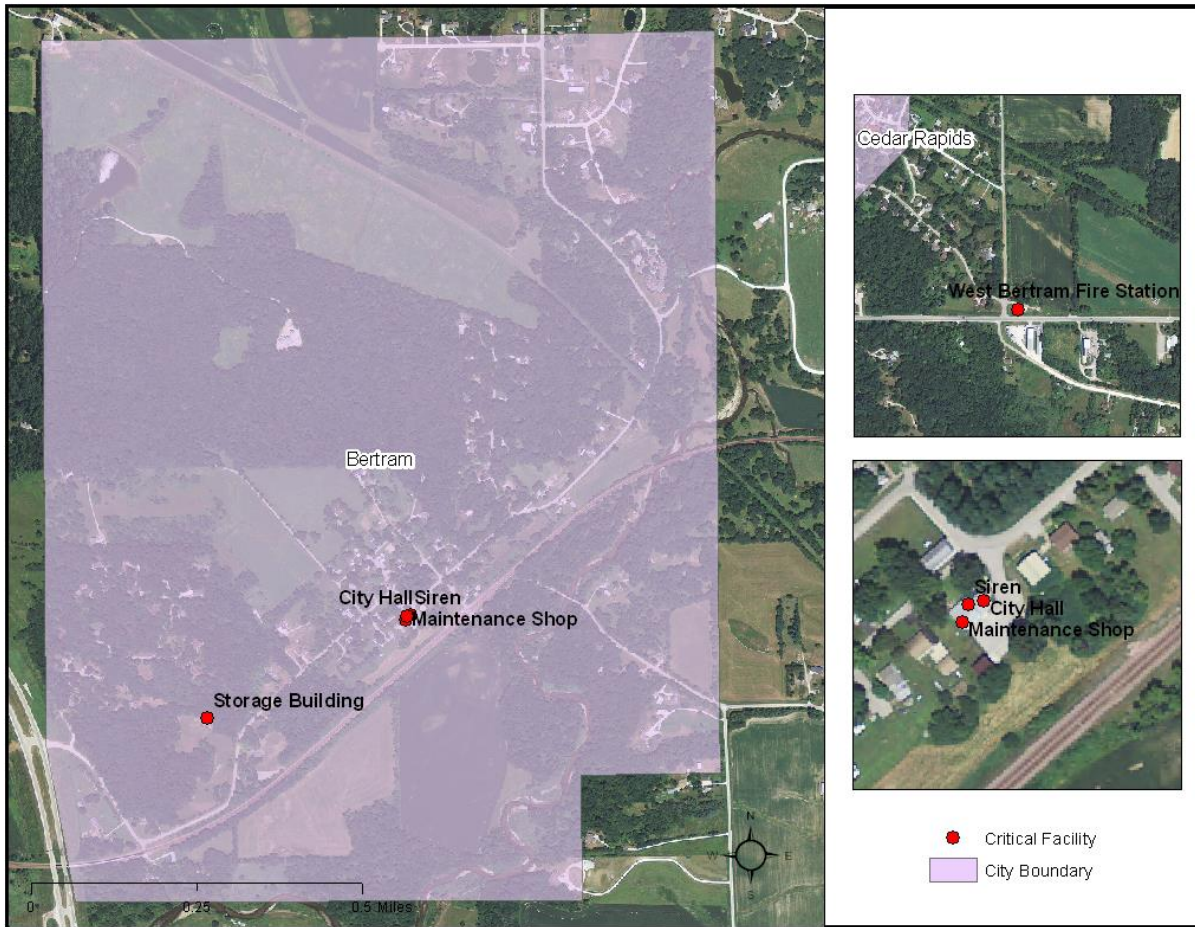 Bertram
City Hall Siren
Maintenance Shop
Storage Building
N
W E
S
0 0.25 0.5 Miles
Cedar Rapids
West Bertram Fire Station
Siren
City Hall
Maintenance Shop
Critical Facility
City Boundary